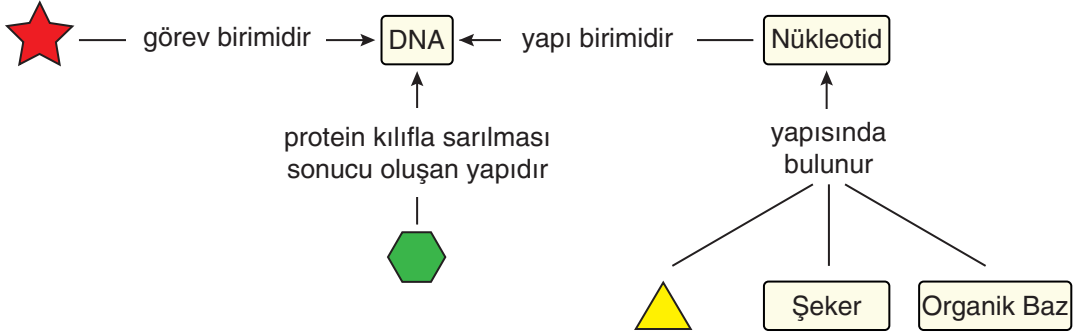 görev birimidir
DNA
yapı birimidir
Nükleotid
protein kılıfla sarılması
sonucu oluşan yapıdır
yapısında
bulunur
Şeker
Organik Baz